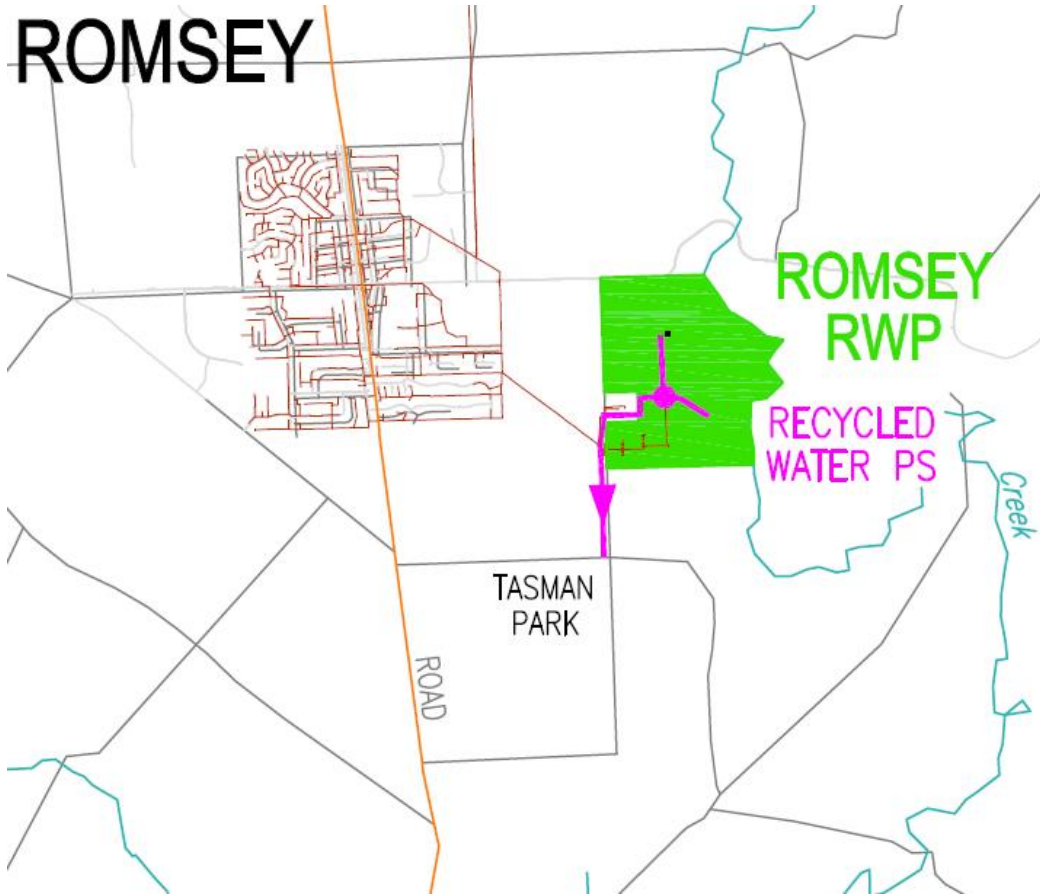 ROMSEY
ROMSEY
RWP
RECYCLED
WATER PS
Creek
TASMAN
PARK
ROAD